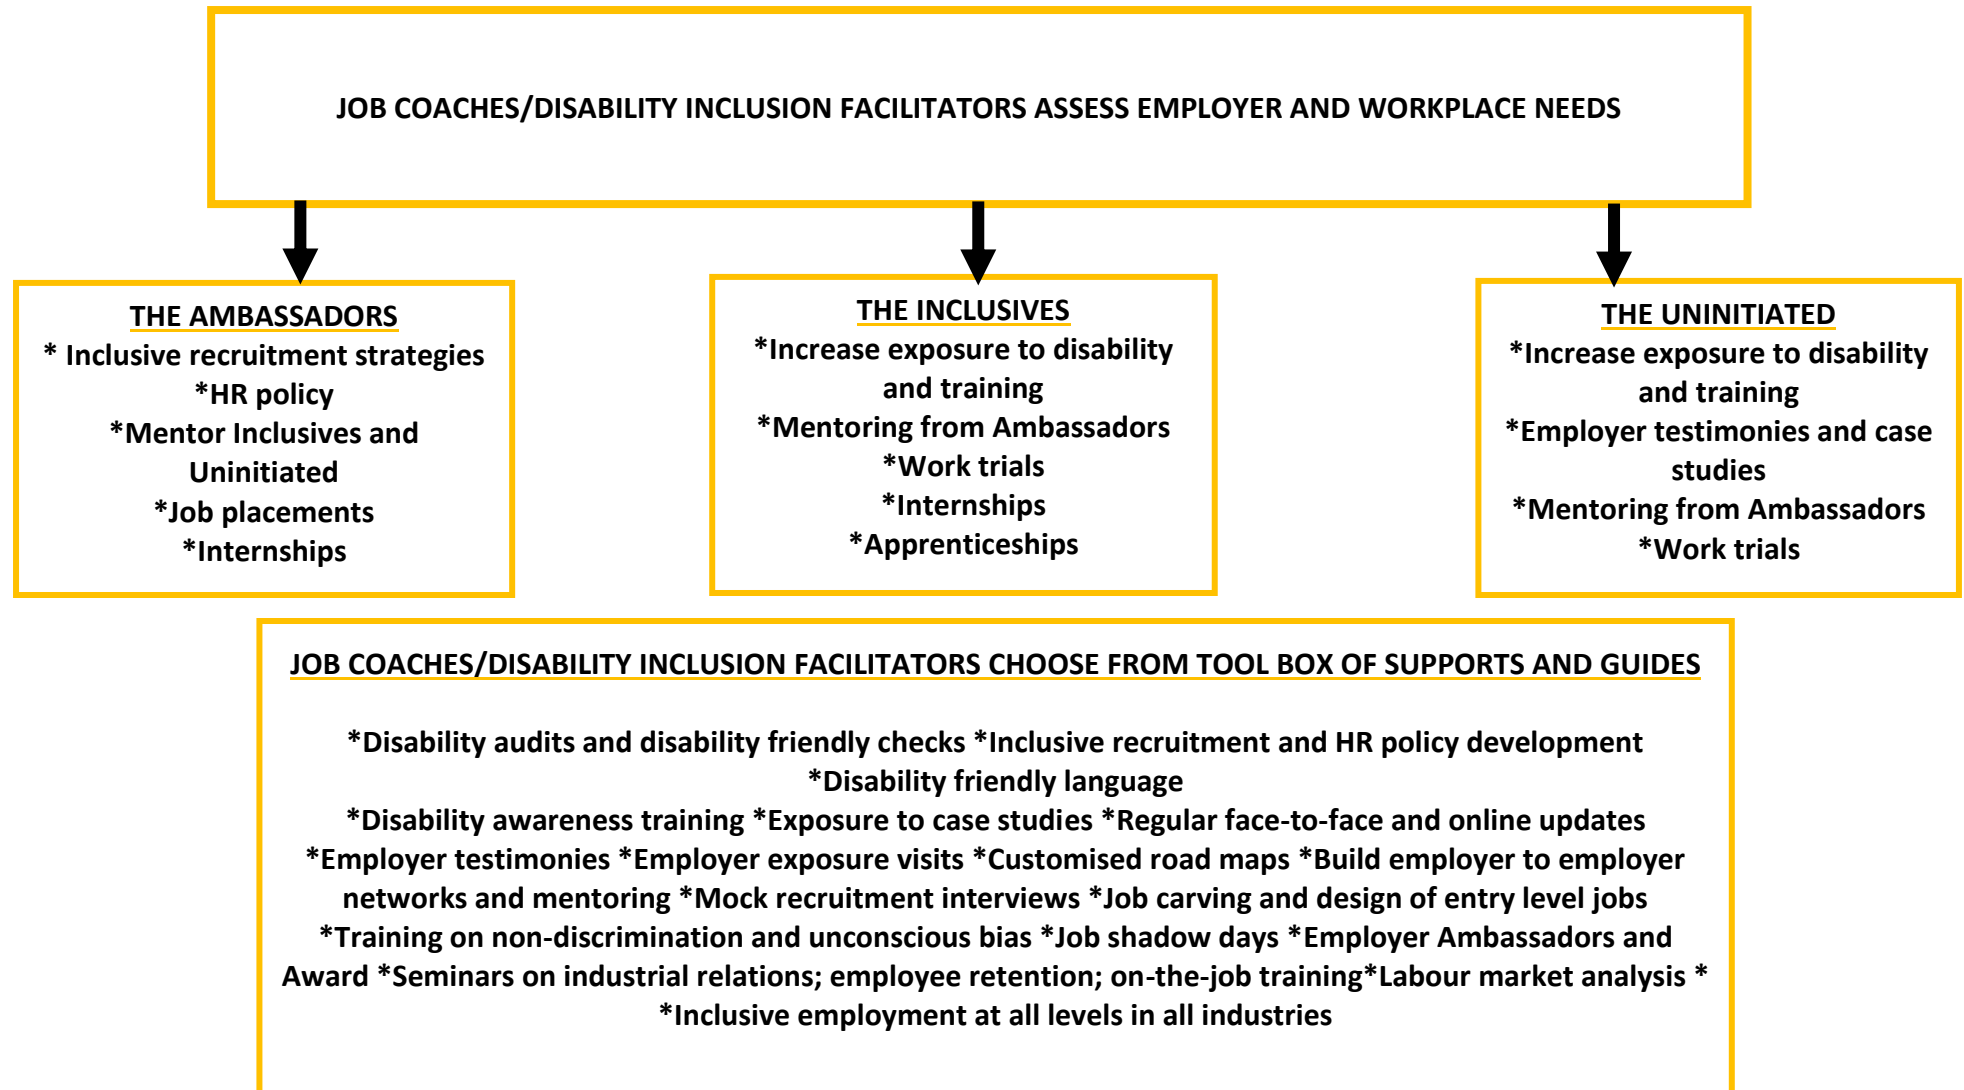 JOB COACHES/DISABILITY INCLUSION FACILITATORS ASSESS EMPLOYER AND WORKPLACE NEEDS
THE AMBASSADORS
* Inclusive recruitment strategies
*HR policy
*Mentor Inclusives and
Uninitiated
*Job placements
*Internships
THE INCLUSIVES
*Increase exposure to disability
and training
*Mentoring from Ambassadors
*Work trials
*Internships
*Apprenticeships
THE UNINITIATED
*Increase exposure to disability
and training
*Employer testimonies and case
studies
*Mentoring from Ambassadors
*Work trials
JOB COACHES/DISABILITY INCLUSION FACILITATORS CHOOSE FROM TOOL BOX OF SUPPORTS AND GUIDES
*Disability audits and disability friendly checks *Inclusive recruitment and HR policy development
*Disability friendly language
*Disability awareness training *Exposure to case studies *Regular face-to-face and online updates
*Employer testimonies *Employer exposure visits *Customised road maps *Build employer to employer
networks and mentoring *Mock recruitment interviews *Job carving and design of entry level jobs
*Training on non-discrimination and unconscious bias *Job shadow days *Employer Ambassadors and
Award *Seminars on industrial relations; employee retention; on-the-job training*Labour market analysis *
*Inclusive employment at all levels in all industries